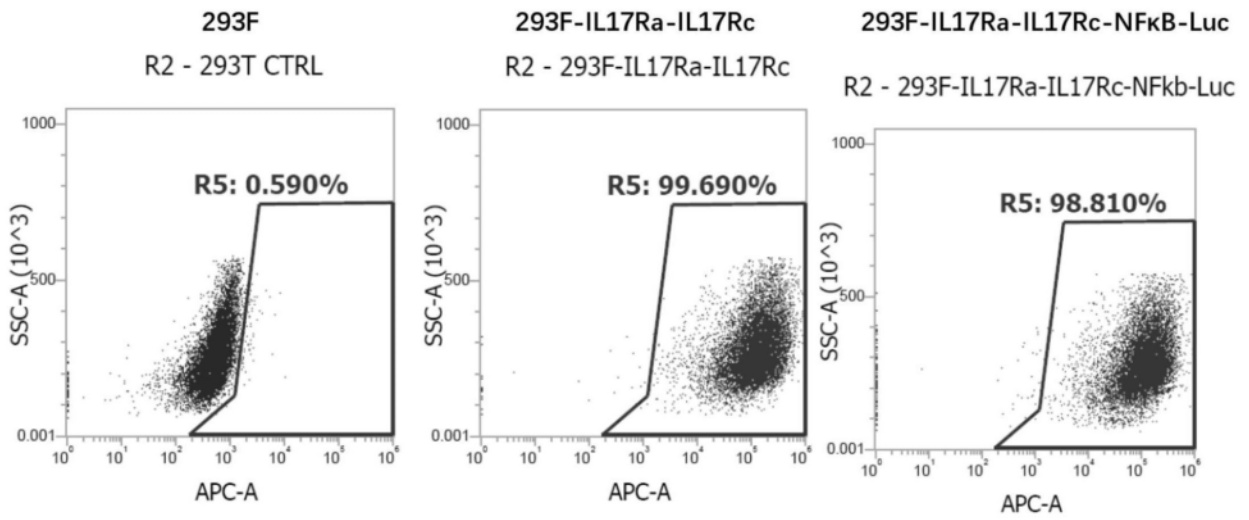 293F
R2 - 293T CTRL
1000
R5: 0.590%
SSC-A (10^3)
500
0.001
10^0 10^1 10^2 10^3 10^4 10^5 10^6
APC-A
293F-IL17Ra-IL17Rc
R2 - 293F-IL17Ra-IL17Rc
1000
R5: 99.690%
SSC-A (10^3)
500
0.001
10^0 10^1 10^2 10^3 10^4 10^5 10^6
APC-A
293F-IL17Ra-IL17Rc-NFκB-Luc
R2 - 293F-IL17Ra-IL17Rc-NFkb-Luc
1000
R5: 98.810%
SSC-A (10^3)
500
0.001
10^0 10^1 10^2 10^3 10^4 10^5 10^6
APC-A